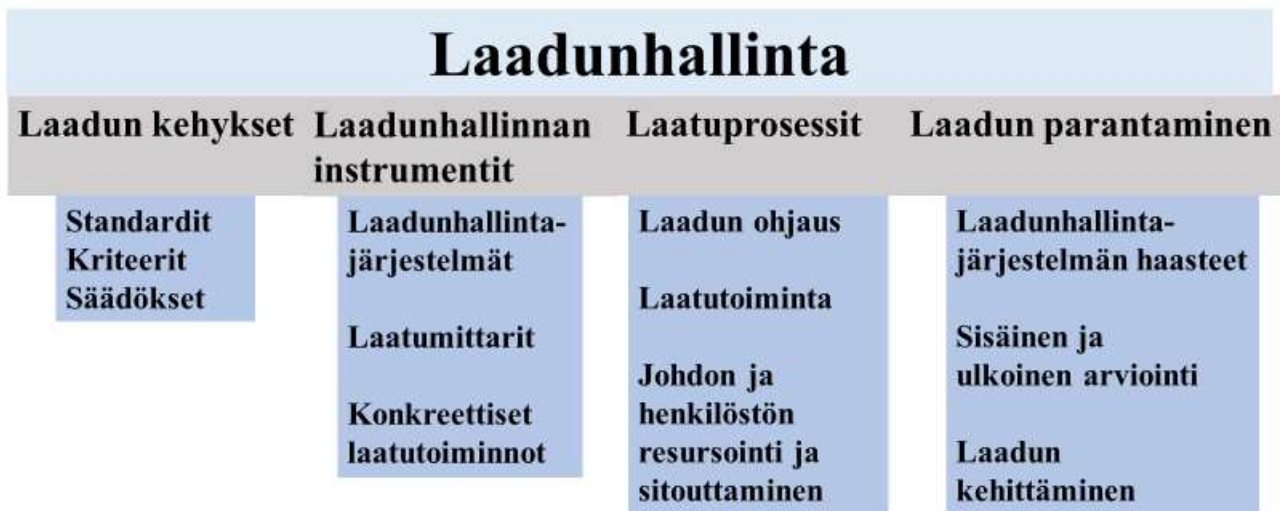 Laadunhallinta
Laadun kehykset
Laadunhallinnan
instrumentit
Laatuprosessit
Laadun parantaminen
Standardit
Kriteerit
Säädökset
Laadunhallinta-
järjestelmät
Laatumittarit
Konkreettiset
laatutoiminnot
Laadun ohjaus
Laatutoiminta
Johdon ja
henkilöstön
resursointi ja
sitouttaminen
Laadunhallinta-
järjestelmän haasteet
Sisäinen ja
ulkoinen arviointi
Laadun
kehittäminen